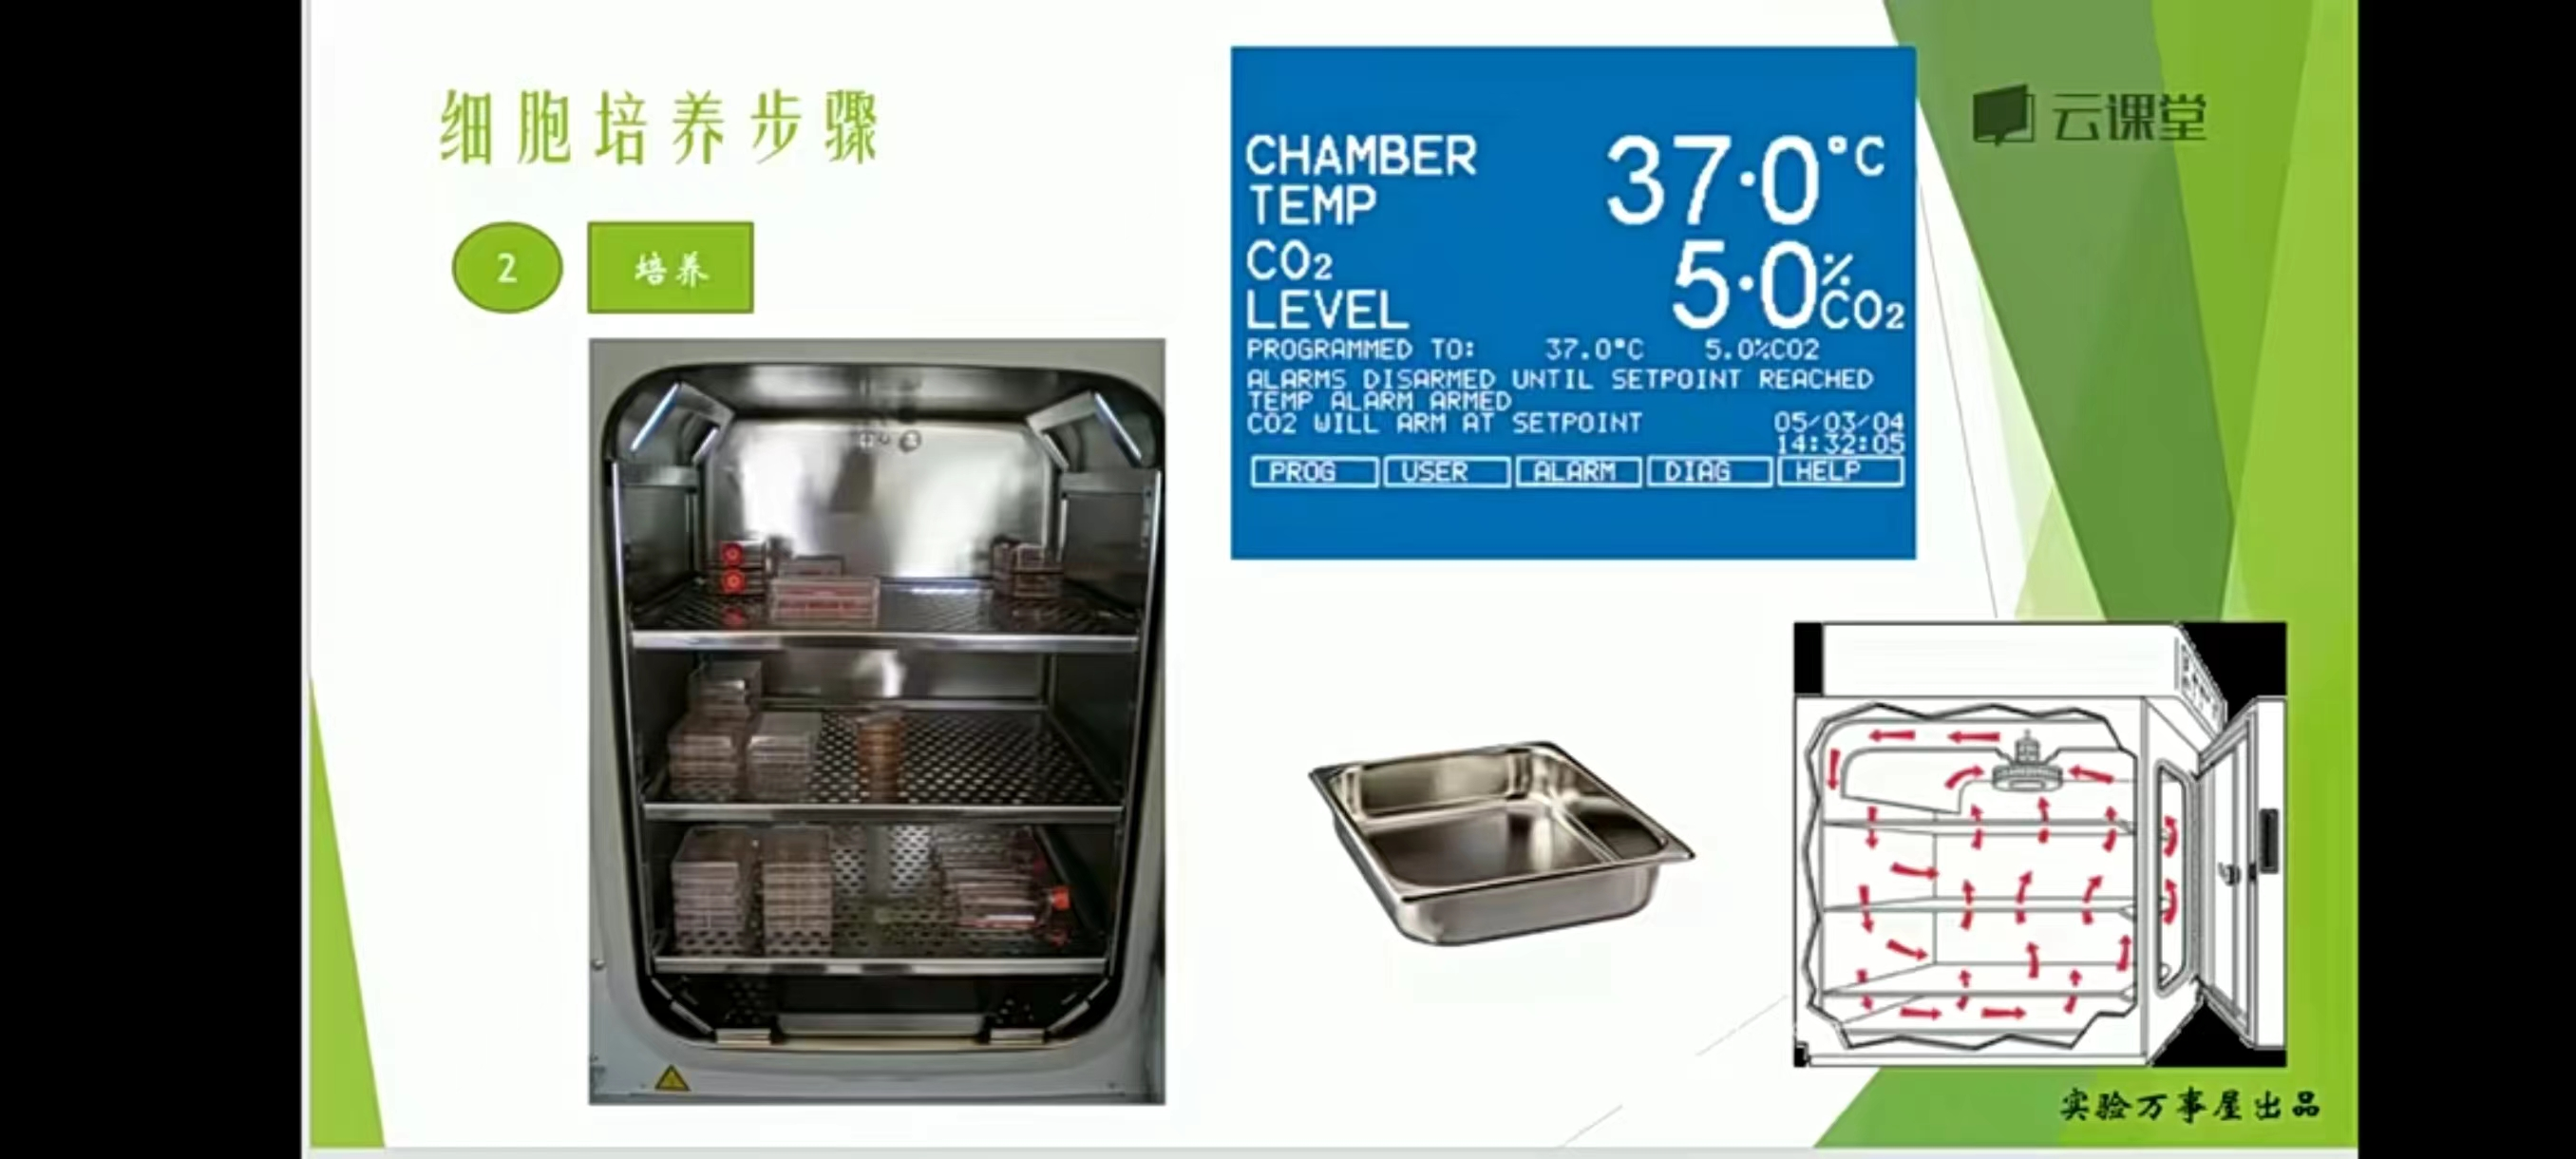 细胞培养步骤
云课堂
2
培养
CHAMBER TEMP 37.0°C
CO₂ LEVEL 5.0% CO₂
PROGRAMMED TO: 37.0°C 5.0%CO2
ALARMS DISARMED UNTIL SETPOINT REACHED
TEMP ALARM ARMED
CO2 WILL ARM AT SETPOINT 05/03/04
14:32:05
PROG USER ALARM DIAG HELP
实验万事屋出品